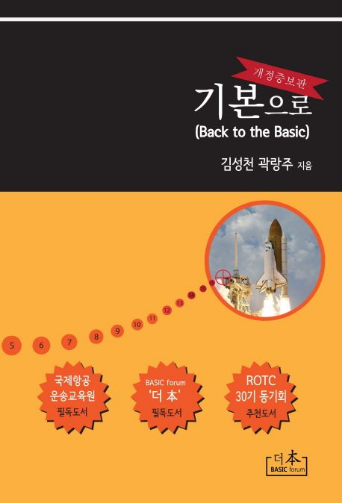 개정증보판
기본으로
(Back to the Basic)
김성천 곽랑주 지음
5 6 7 8 9 10 11 12 13
국제항공
운송교육원
필독도서
BASIC forum
'더 本'
필독도서
ROTC
30기 동기회
추천도서
더 本
BASIC forum